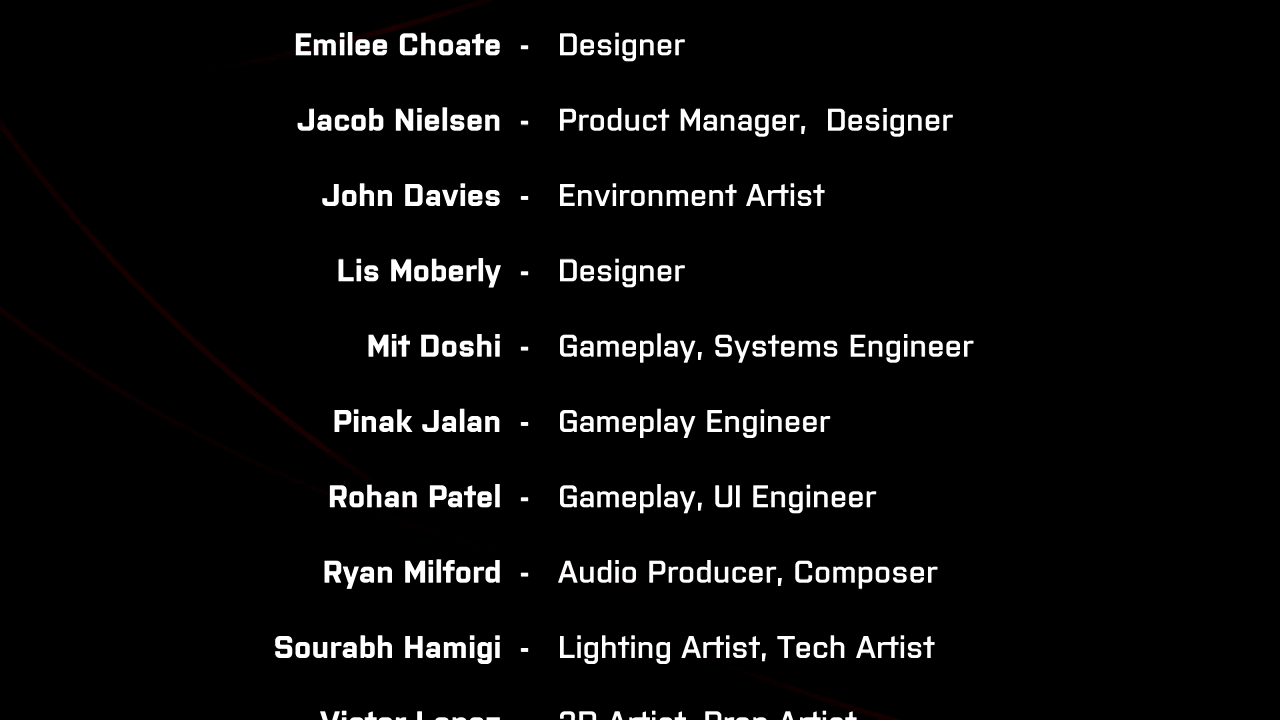 Emilee Choate - Designer
Jacob Nielsen - Product Manager,  Designer
John Davies - Environment Artist
Lis Moberly - Designer
Mit Doshi - Gameplay, Systems Engineer
Pinak Jalan - Gameplay Engineer
Rohan Patel - Gameplay, UI Engineer
Ryan Milford - Audio Producer, Composer
Sourabh Hamigi - Lighting Artist, Tech Artist